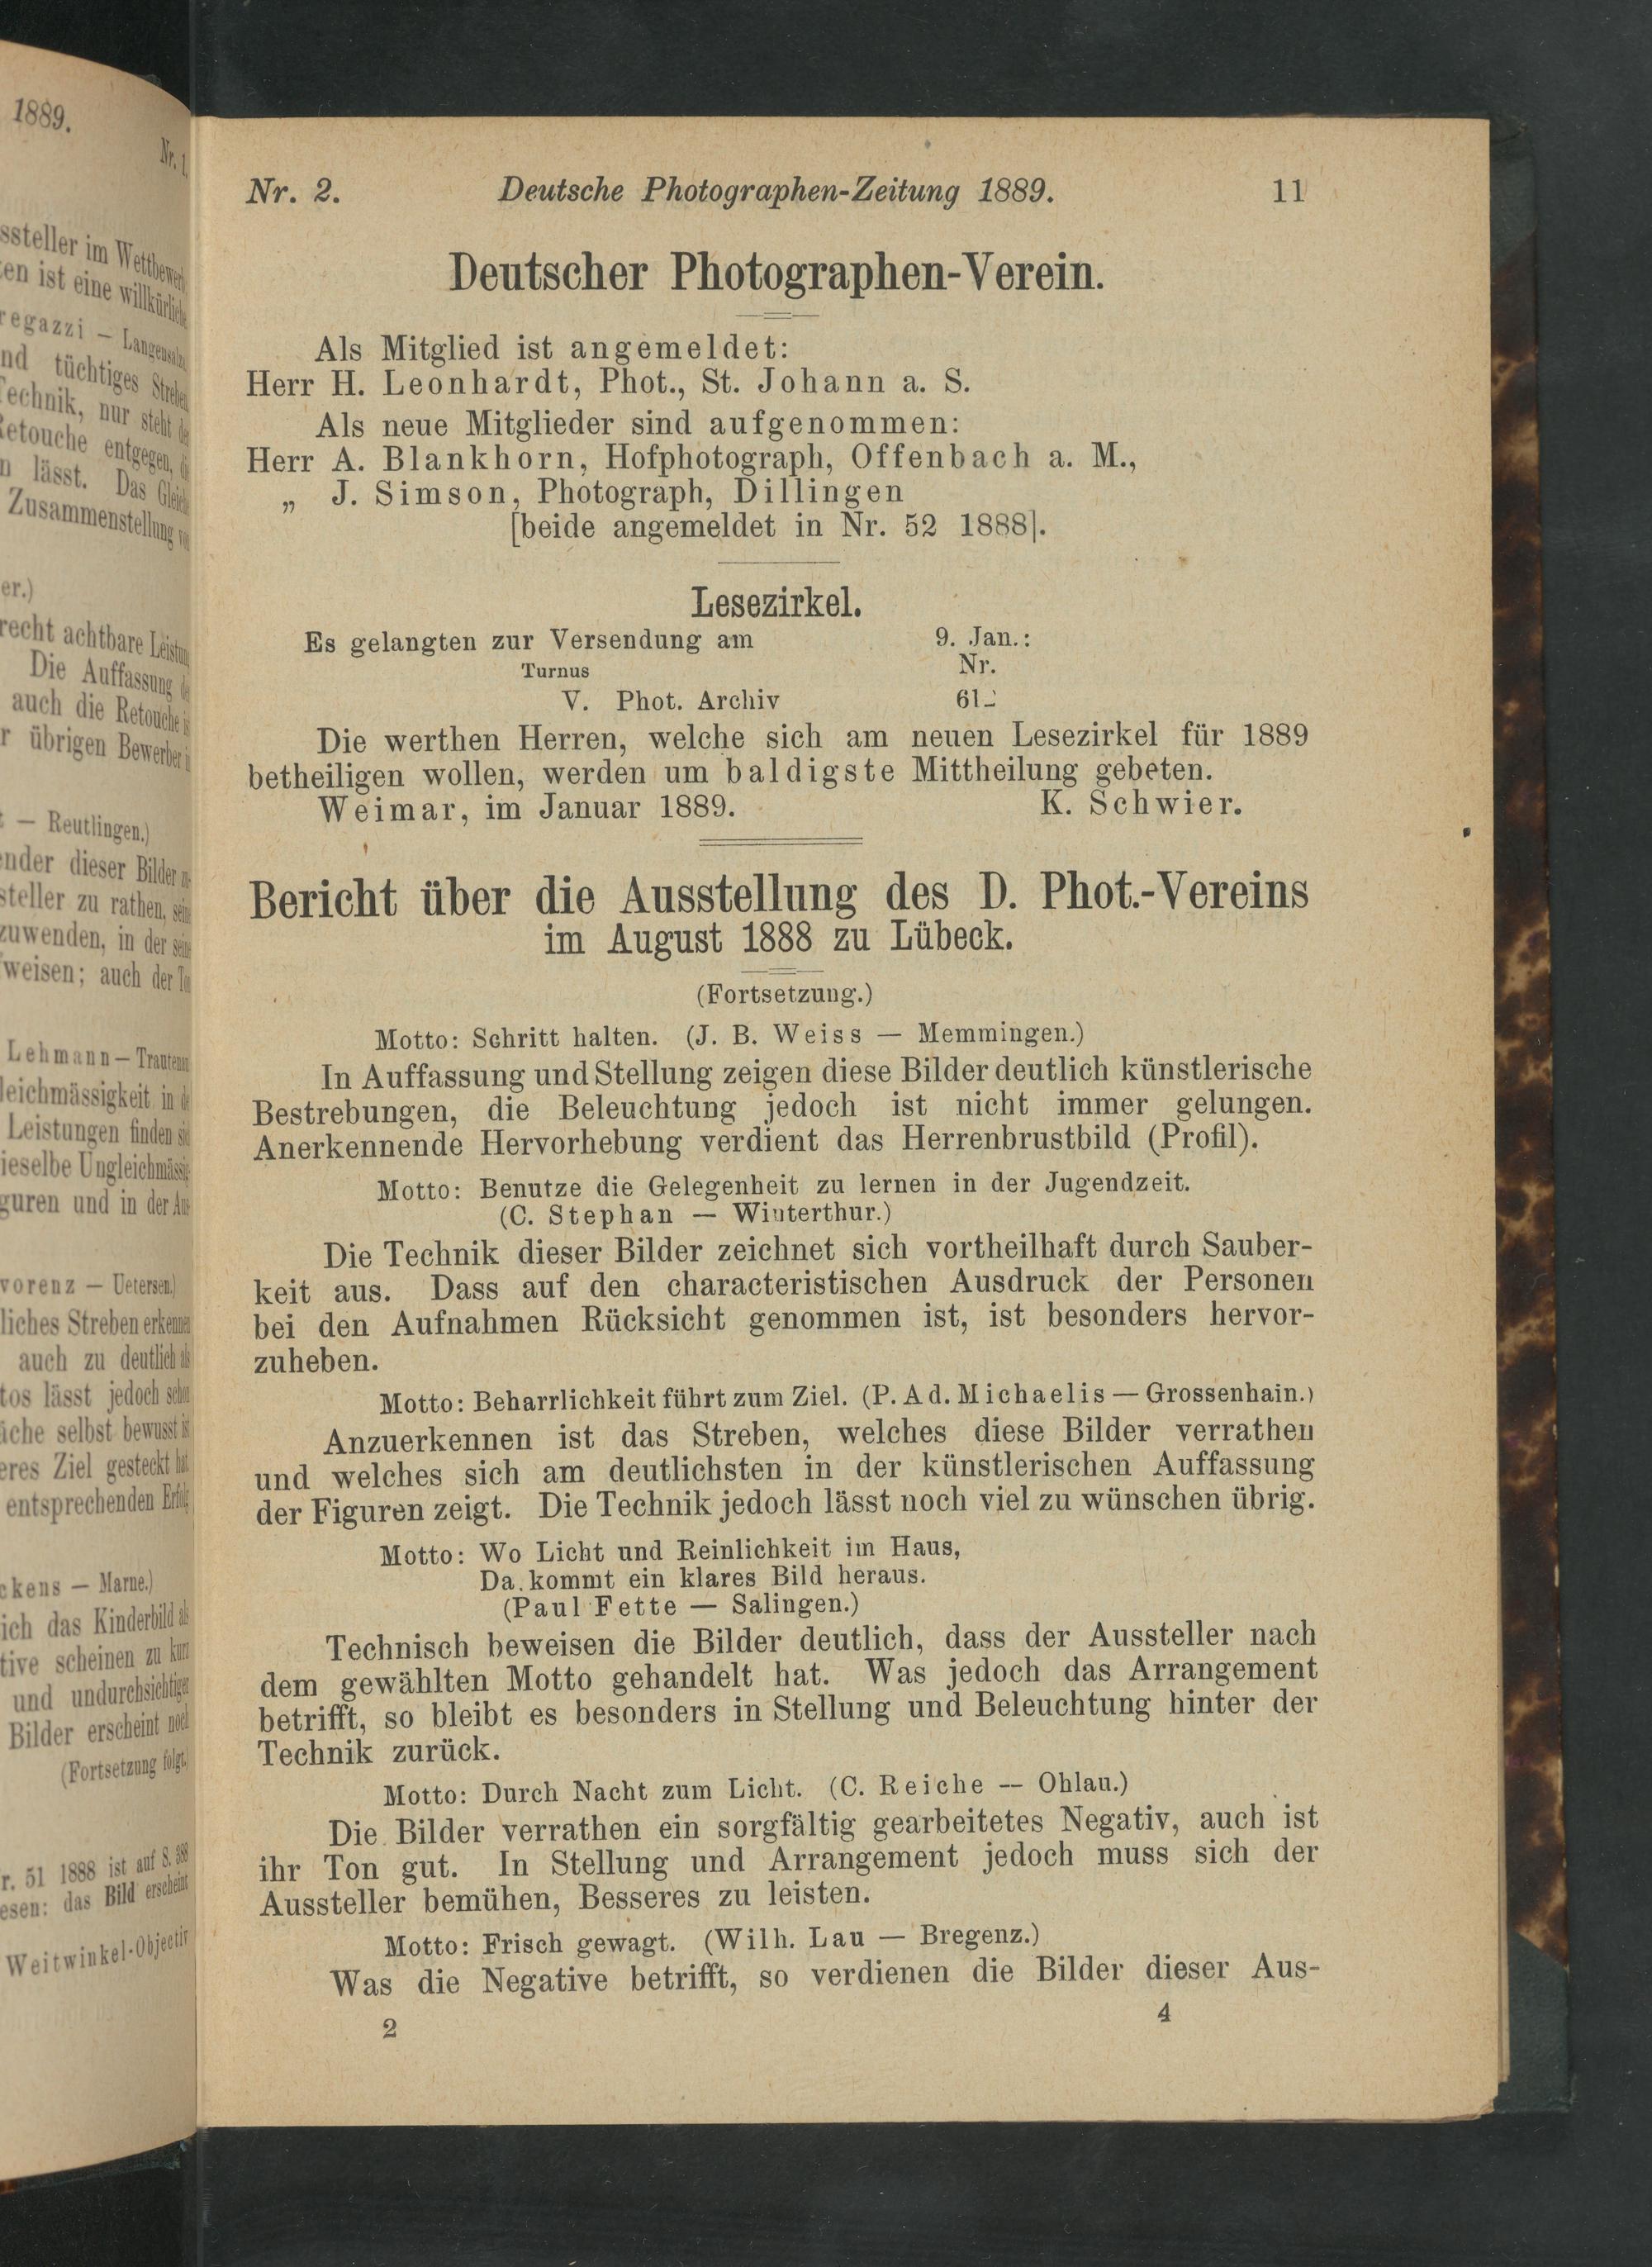 Nr. 2. Deutsche Photographen-Zeitung 1889. 11
Deutscher Photographen-Verein.
Als Mitglied ist angemeldet:
Herr H. Leonhardt, Phot., St. Johann a. S.
Als neue Mitglieder sind aufgenommen:
Herr A. Blankhorn, Hofphotograph, Offenbach a. M.,
„ J. Simson, Photograph, Dillingen
[beide angemeldet in Nr. 52 1888].
Lesezirkel.
Es gelangten zur Versendung am 9. Jan.:
Turnus Nr.
V. Phot. Archiv
Die werthen Herren, welche sich am neuen Lesezirkel für 1889
betheiligen wollen, werden um baldigste Mittheilung gebeten.
Weimar, im Januar 1889. K. Schwier.
Bericht über die Ausstellung des D. Phot.-Vereins
im August 1888 zu Lübeck.
(Fortsetzung.)
Motto: Schritt halten. (J. B. Weiss — Memmingen.)
In Auffassung und Stellung zeigen diese Bilder deutlich künstlerische
Bestrebungen, die Beleuchtung jedoch ist nicht immer gelungen.
Anerkennende Hervorhebung verdient das Herrenbrustbild (Profil).
Motto: Benutze die Gelegenheit zu lernen in der Jugendzeit.
(C. Stephan — Winterthur.)
Die Technik dieser Bilder zeichnet sich vortheilhaft durch Sauber-
keit aus. Dass auf den characteristischen Ausdruck der Personen
bei den Aufnahmen Rücksicht genommen ist, ist besonders hervor-
zuheben.
Motto: Beharrlichkeit führt zum Ziel. (P. Ad. Michaelis — Grossenhain.)
Anzuerkennen ist das Streben, welches diese Bilder verrathen
und welches sich am deutlichsten in der künstlerischen Auffassung
der Figuren zeigt. Die Technik jedoch lässt noch viel zu wünschen übrig.
Motto: Wo Licht und Reinlichkeit im Haus,
Da kommt ein klares Bild heraus.
(Paul Fette — Salingen.)
Technisch beweisen die Bilder deutlich, dass der Aussteller nach
dem gewählten Motto gehandelt hat. Was jedoch das Arrangement
betrifft, so bleibt es besonders in Stellung und Beleuchtung hinter der
Technik zurück.
Motto: Durch Nacht zum Licht. (C. Reiche — Ohlau.)
Die Bilder verrathen ein sorgfältig gearbeitetes Negativ, auch ist
ihr Ton gut. In Stellung und Arrangement jedoch muss sich der
Aussteller bemühen, Besseres zu leisten.
Motto: Frisch gewagt. (Wilh. Lau — Bregenz.)
Was die Negative betrifft, so verdienen die Bilder dieser Aus-
2 4